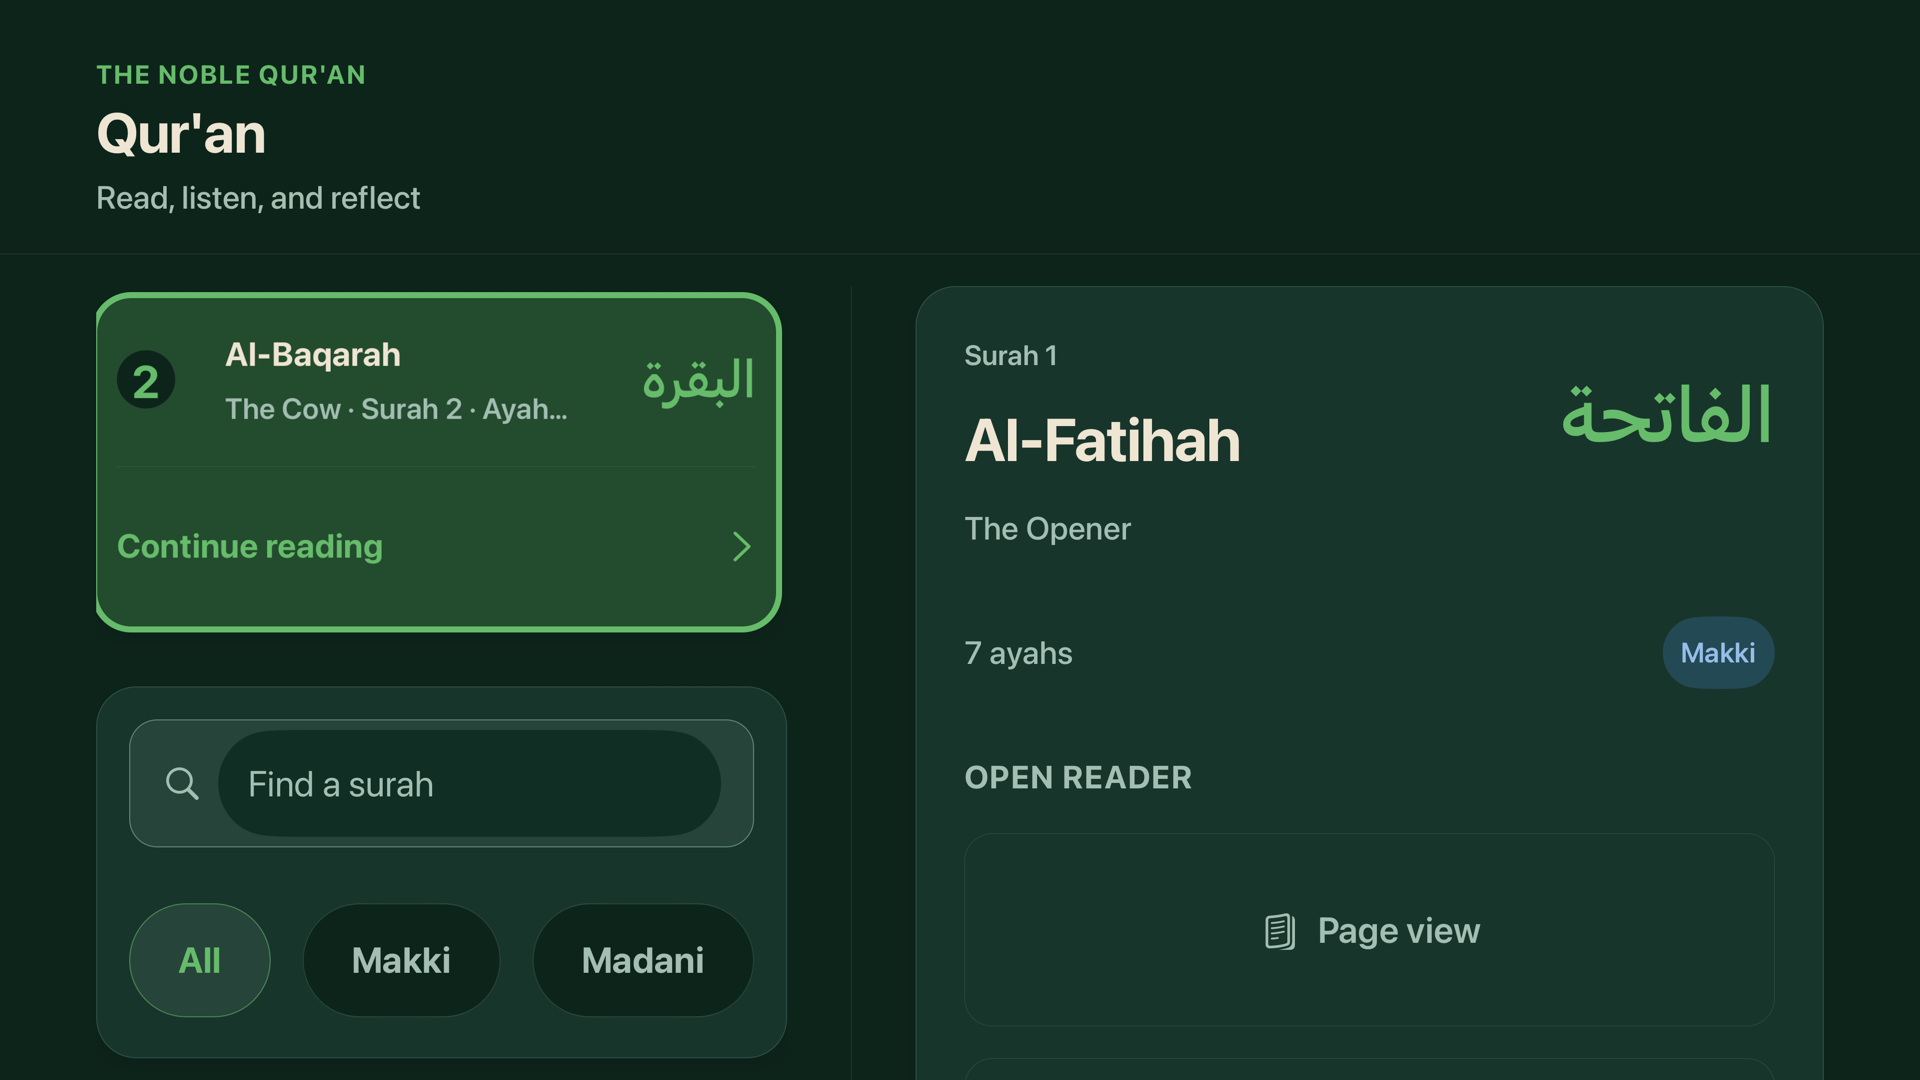 THE NOBLE QUR'AN
Qur'an
Read, listen, and reflect
2
Al-Baqarah
البقرة
The Cow · Surah 2 · Ayah…
Continue reading
Find a surah
All
Makki
Madani
Surah 1
الفاتحة
Al-Fatihah
The Opener
7 ayahs
Makki
OPEN READER
Page view